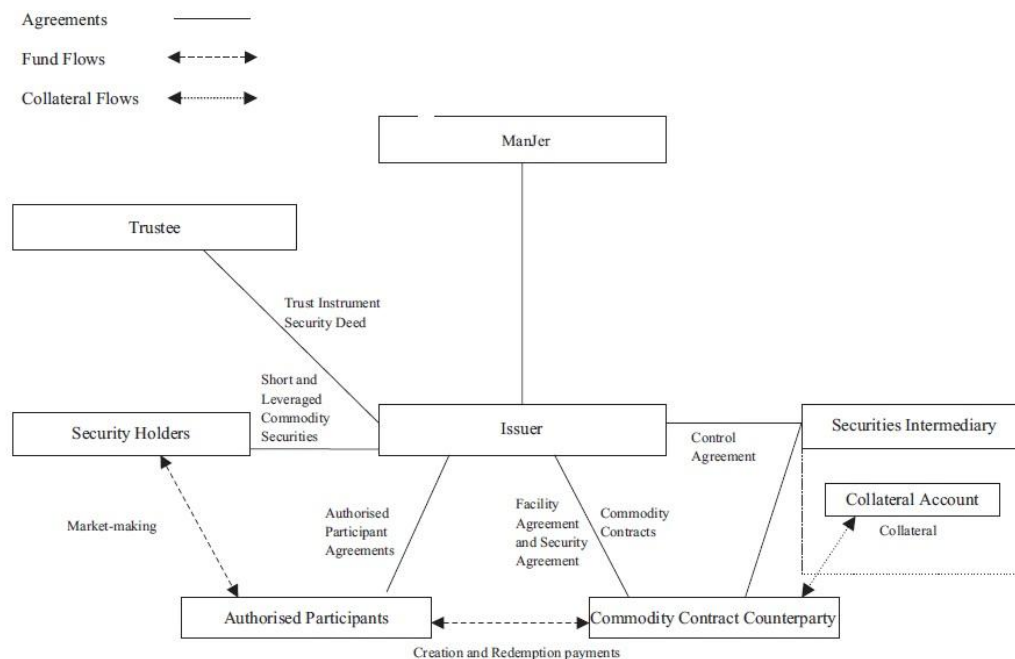 Agreements
Fund Flows
Collateral Flows
ManJer
Trustee
Trust Instrument
Security Deed
Short and
Leveraged
Commodity
Securities
Security Holders
Issuer
Securities Intermediary
Control
Agreement
Collateral Account
Collateral
Market-making
Authorised
Participant
Agreements
Facility
Agreement
and Security
Agreement
Commodity
Contracts
Authorised Participants
Commodity Contract Counterparty
Creation and Redemption payments